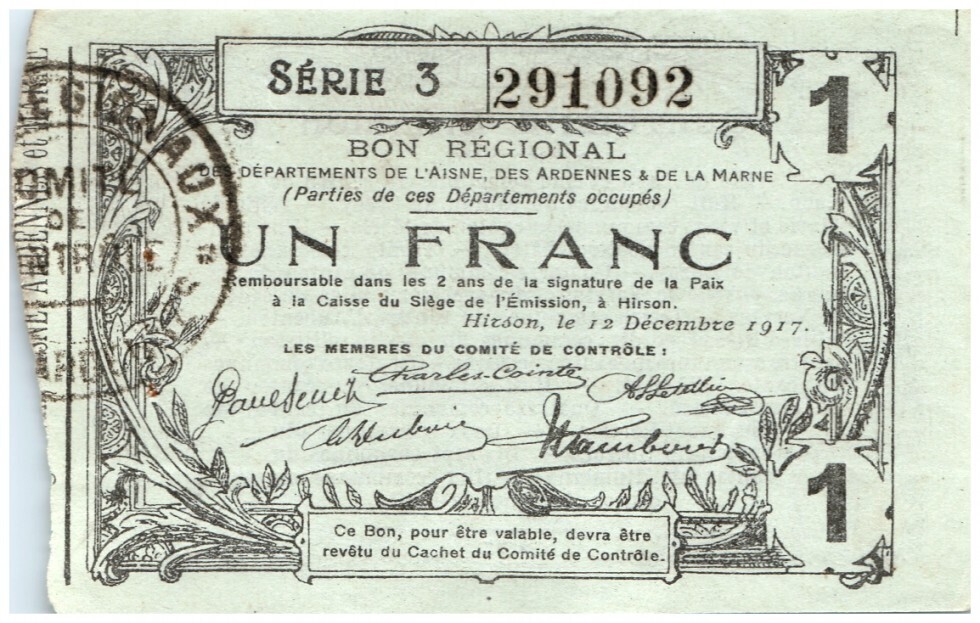 SÉRIE 3 291092
1
BON RÉGIONAL
DES DÉPARTEMENTS DE L'AISNE, DES ARDENNES & DE LA MARNE
(Parties de ces Départements occupés)
UN FRANC
Remboursable dans les 2 ans de la signature de la Paix
à la Caisse du Siège de l'Émission, à Hirson.
Hirson, le 12 Décembre 1917.
LES MEMBRES DU COMITÉ DE CONTRÔLE :
Charles-Cointe
1
Ce Bon, pour être valable, devra être
revêtu du Cachet du Comité de Contrôle.